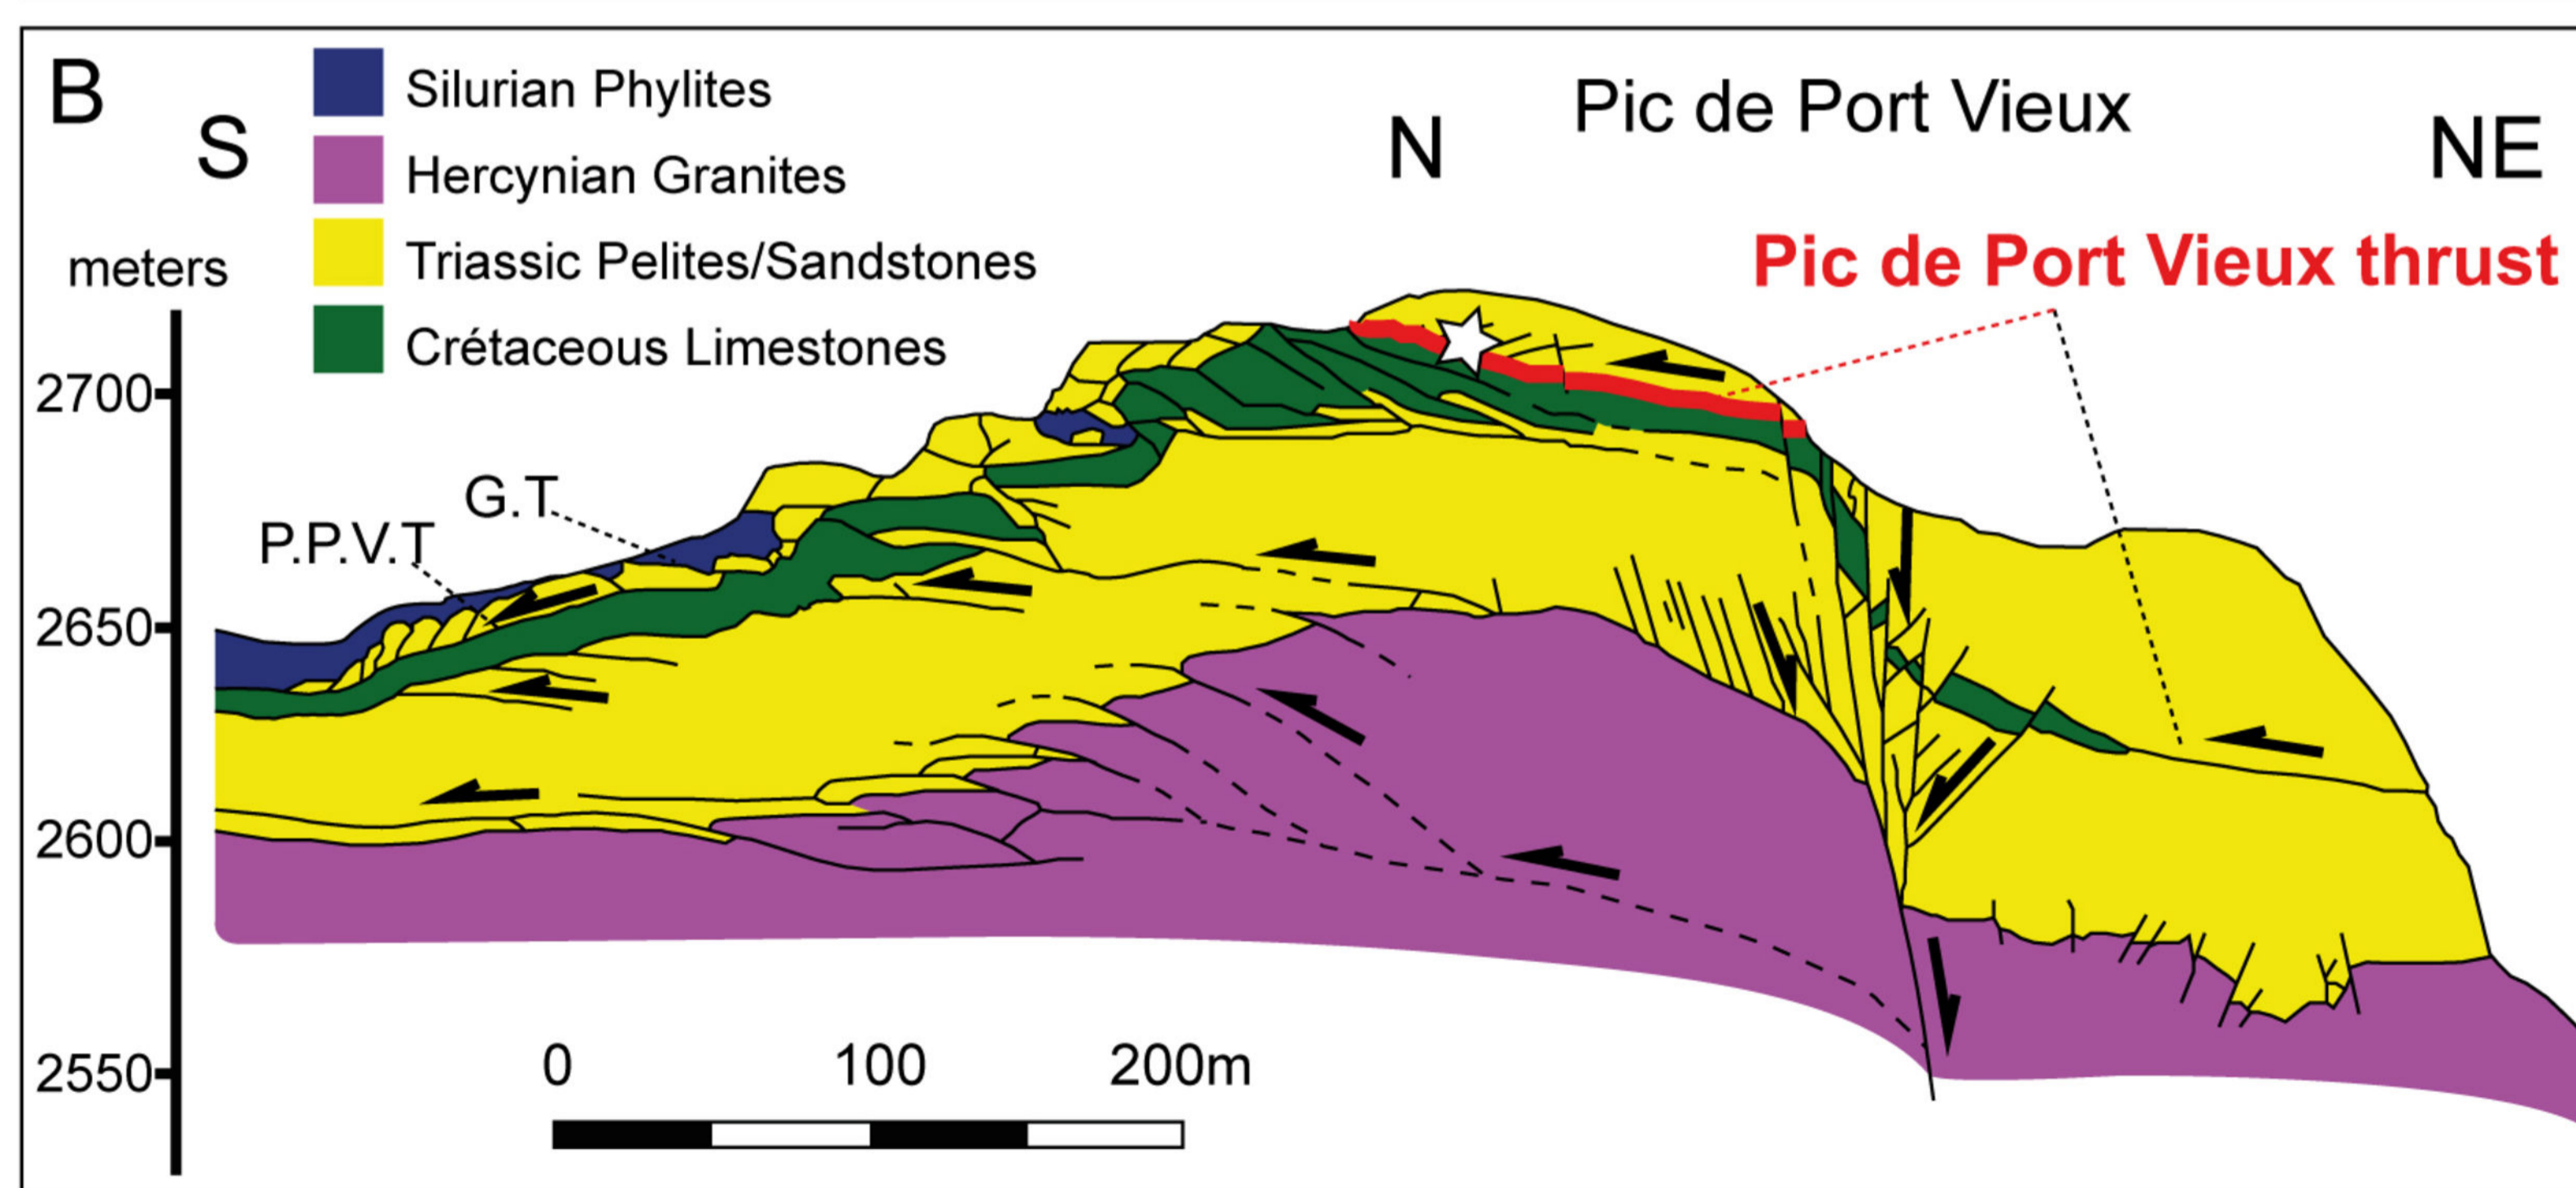 B
S
Silurian Phylites
Hercynian Granites
Triassic Pelites/Sandstones
Crétaceous Limestones
N
Pic de Port Vieux
NE
meters
Pic de Port Vieux thrust
2700
G.T
P.P.V.T
2650
2600
2550
0 100 200m